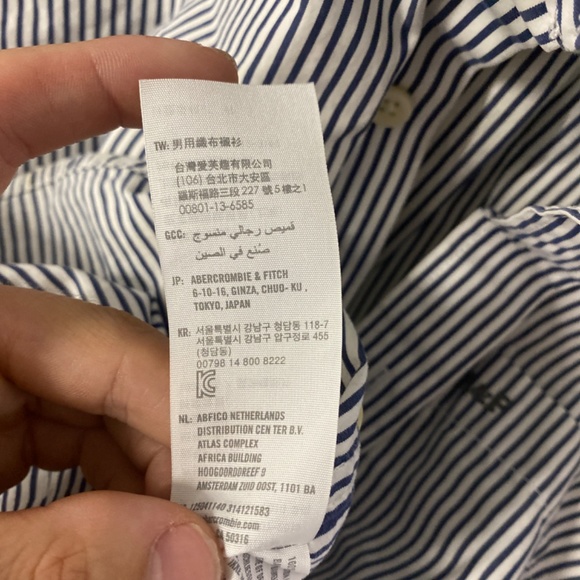 TW: 男用織布襯衫
台灣愛芙趣有限公司
(106) 台北市大安區
羅斯福路三段 227 號 5 樓之1
00801-13-6585
GCC: قميص رجالي منسوج
صُنع في الصين
JP: ABERCROMBIE & FITCH
6-10-16, GINZA, CHUO- KU ,
TOKYO, JAPAN
KR: 서울특별시 강남구 청담동 118-7
서울특별시 강남구 압구정로 455
(청담동)
00798 14 800 8222
NL: ABFICO NETHERLANDS
DISTRIBUTION CEN TER B.V.
ATLAS COMPLEX
AFRICA BUILDING
HOOGOORDDREEF 9
AMSTERDAM ZUID OOST, 1101 BA
125041140 314121583
CA 50316